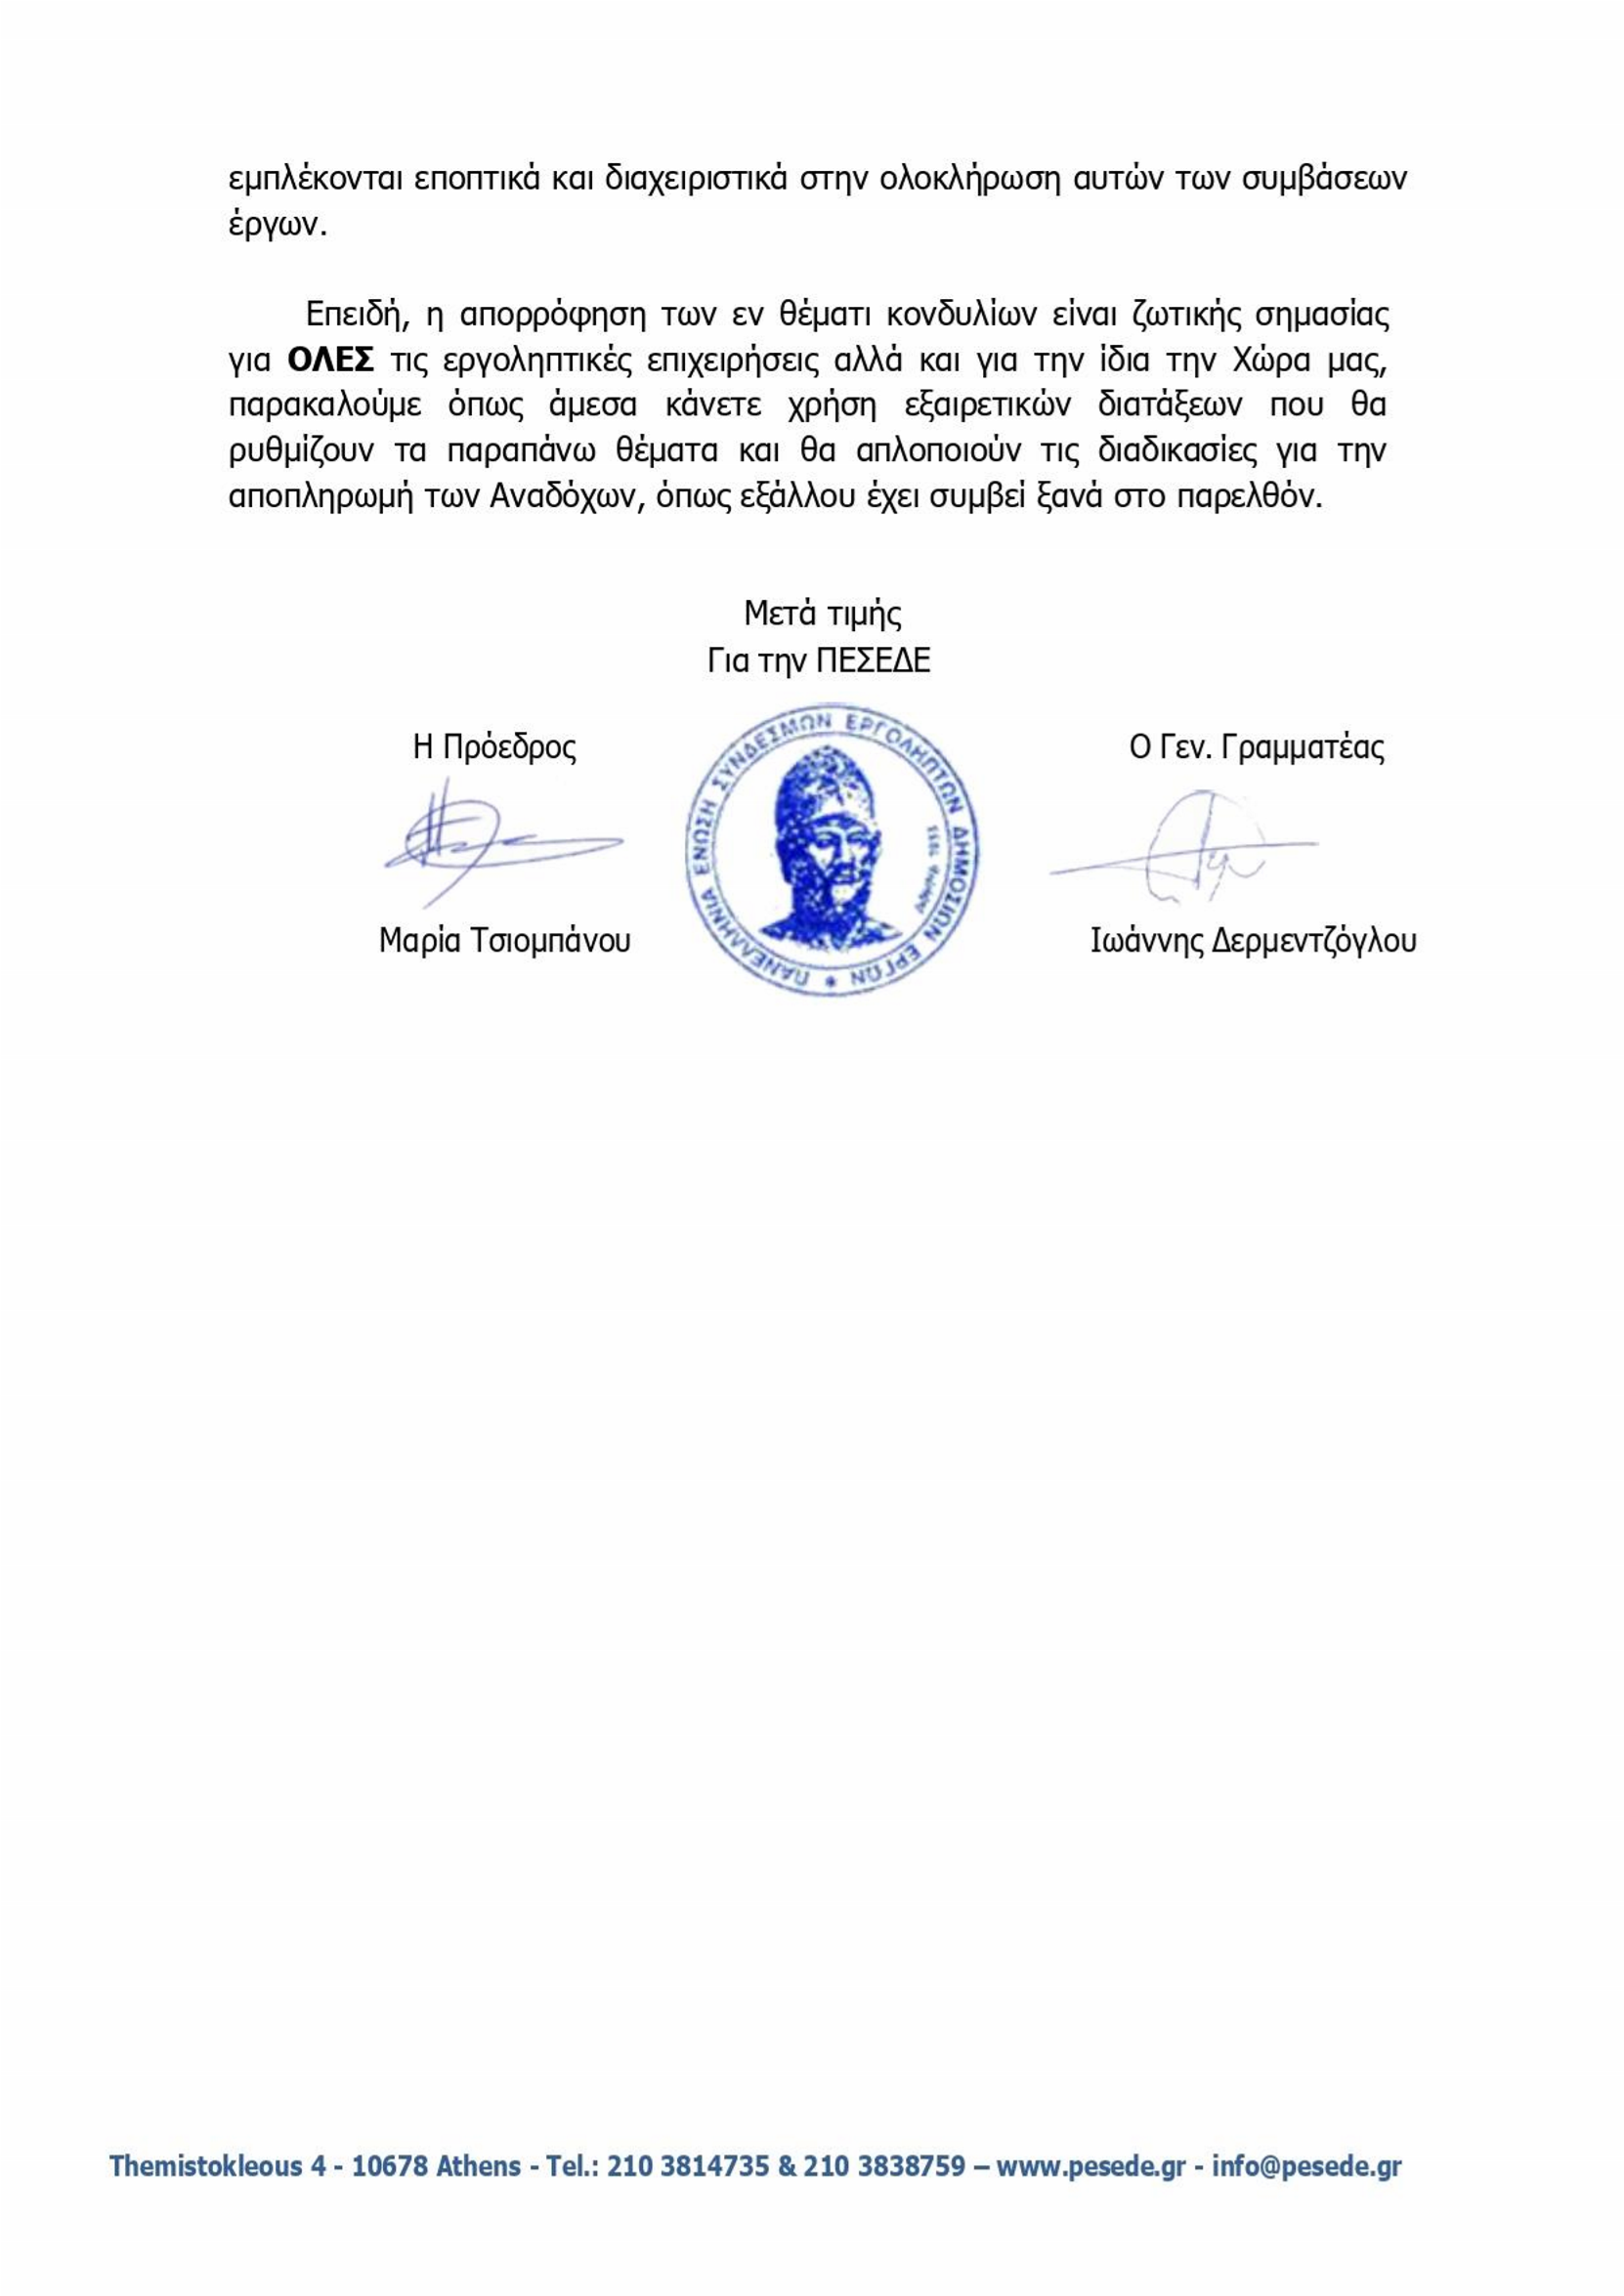 εμπλέκονται εποπτικά και διαχειριστικά στην ολοκλήρωση αυτών των συμβάσεων
έργων.
Επειδή, η απορρόφηση των εν θέματι κονδυλίων είναι ζωτικής σημασίας
για ΟΛΕΣ τις εργοληπτικές επιχειρήσεις αλλά και για την ίδια την Χώρα μας,
παρακαλούμε όπως άμεσα κάνετε χρήση εξαιρετικών διατάξεων που θα
ρυθμίζουν τα παραπάνω θέματα και θα απλοποιούν τις διαδικασίες για την
αποπληρωμή των Αναδόχων, όπως εξάλλου έχει συμβεί ξανά στο παρελθόν.
Μετά τιμής
Για την ΠΕΣΕΔΕ
Η Πρόεδρος
Ο Γεν. Γραμματέας
ΠΑΝΕΛΛΗΝΙΑ ΕΝΩΣΗ ΣΥΝΔΕΣΜΩΝ ΕΡΓΟΛΗΠΤΩΝ ΔΗΜΟΣΙΩΝ ΕΡΓΩΝ *
Μαρία Τσιομπάνου
Ιωάννης Δερμεντζόγλου
Themistokleous 4 - 10678 Athens - Tel.: 210 3814735 & 210 3838759 – www.pesede.gr - info@pesede.gr